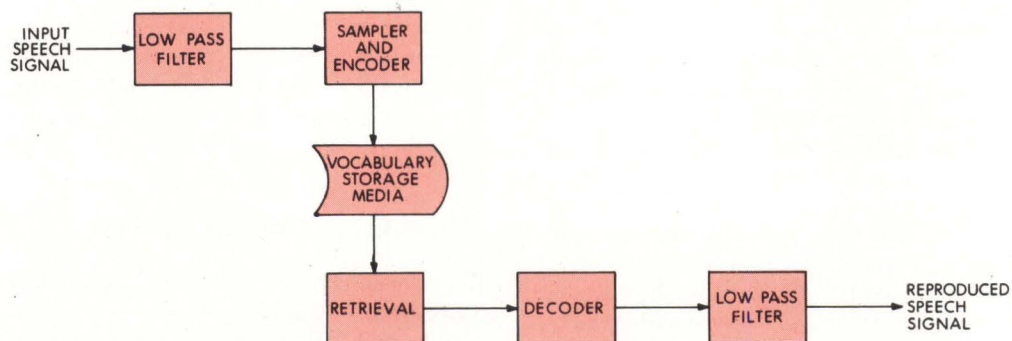 INPUT
SPEECH
SIGNAL
LOW PASS
FILTER
SAMPLER
AND
ENCODER
VOCABULARY
STORAGE
MEDIA
RETRIEVAL
DECODER
LOW PASS
FILTER
REPRODUCED
SPEECH
SIGNAL